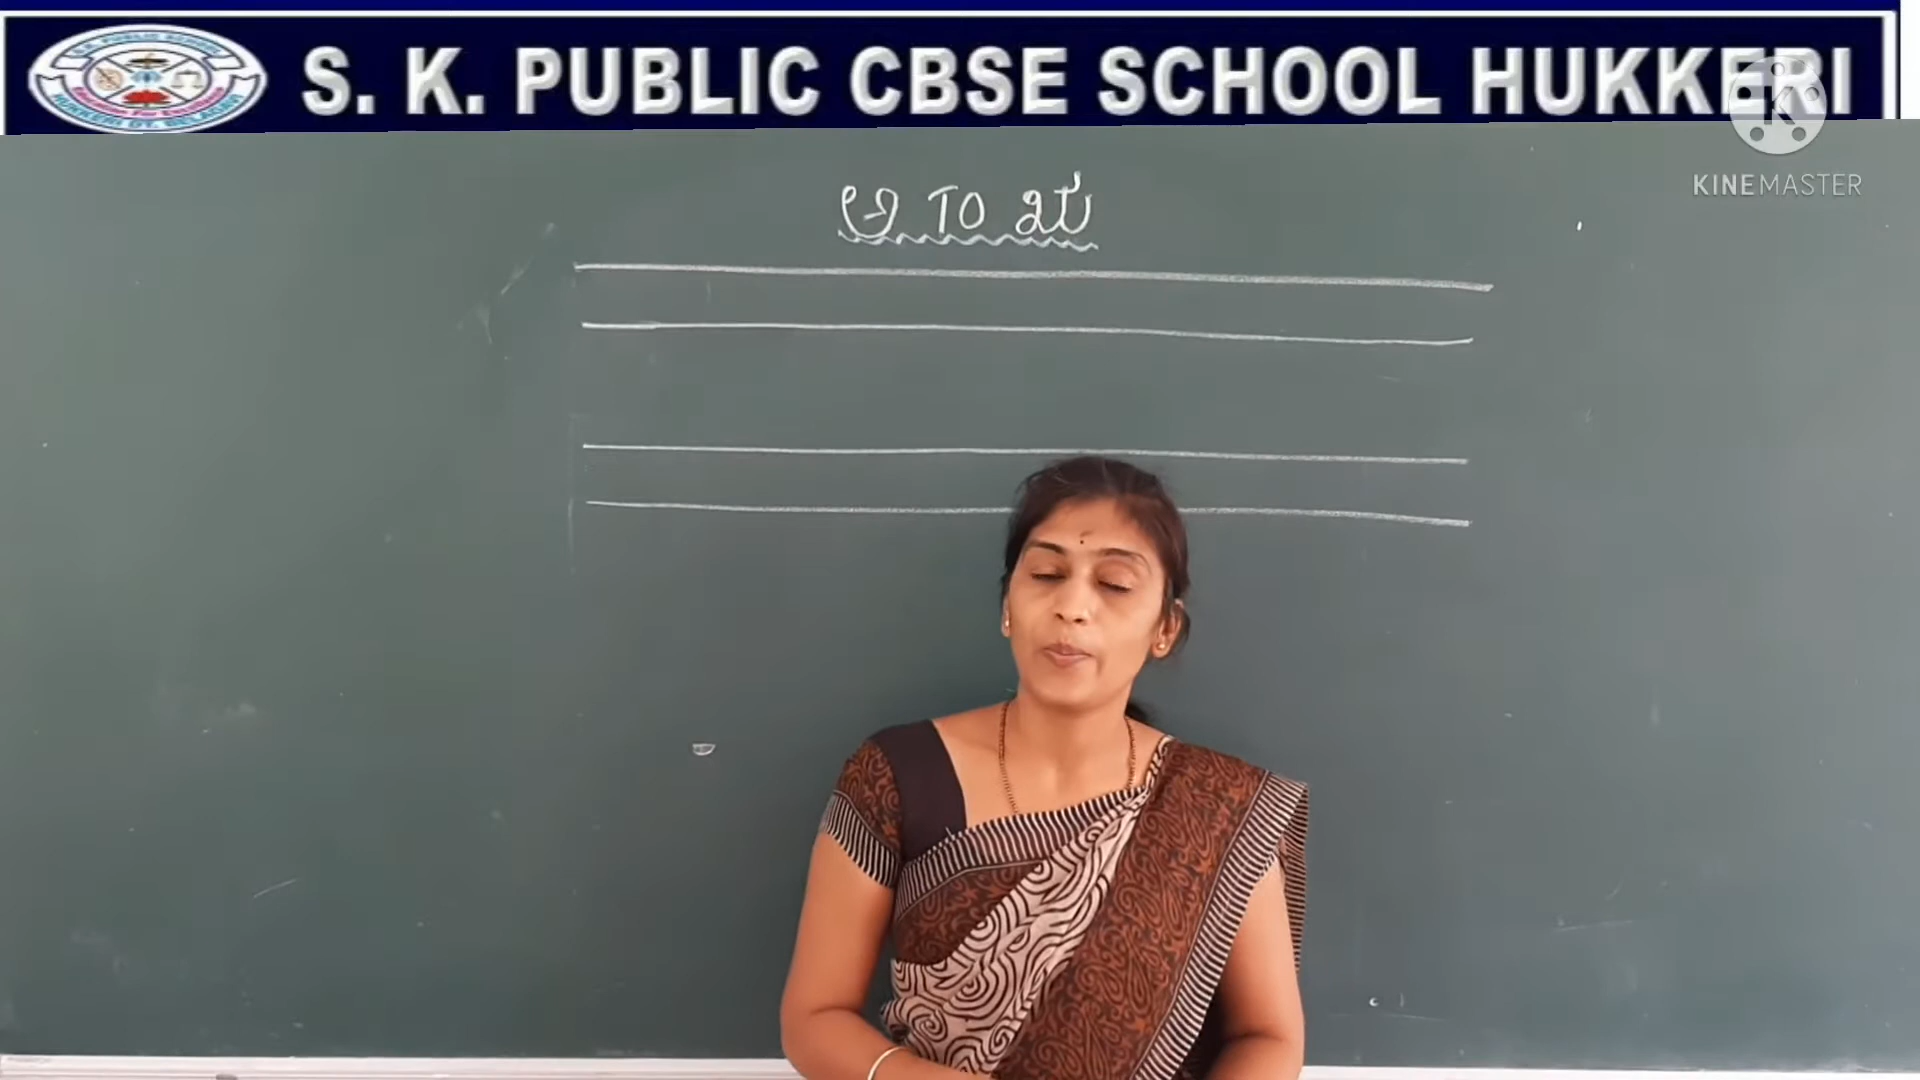 S. K. PUBLIC CBSE SCHOOL HUKKERI
KINEMASTER
ಅ TO ಋ